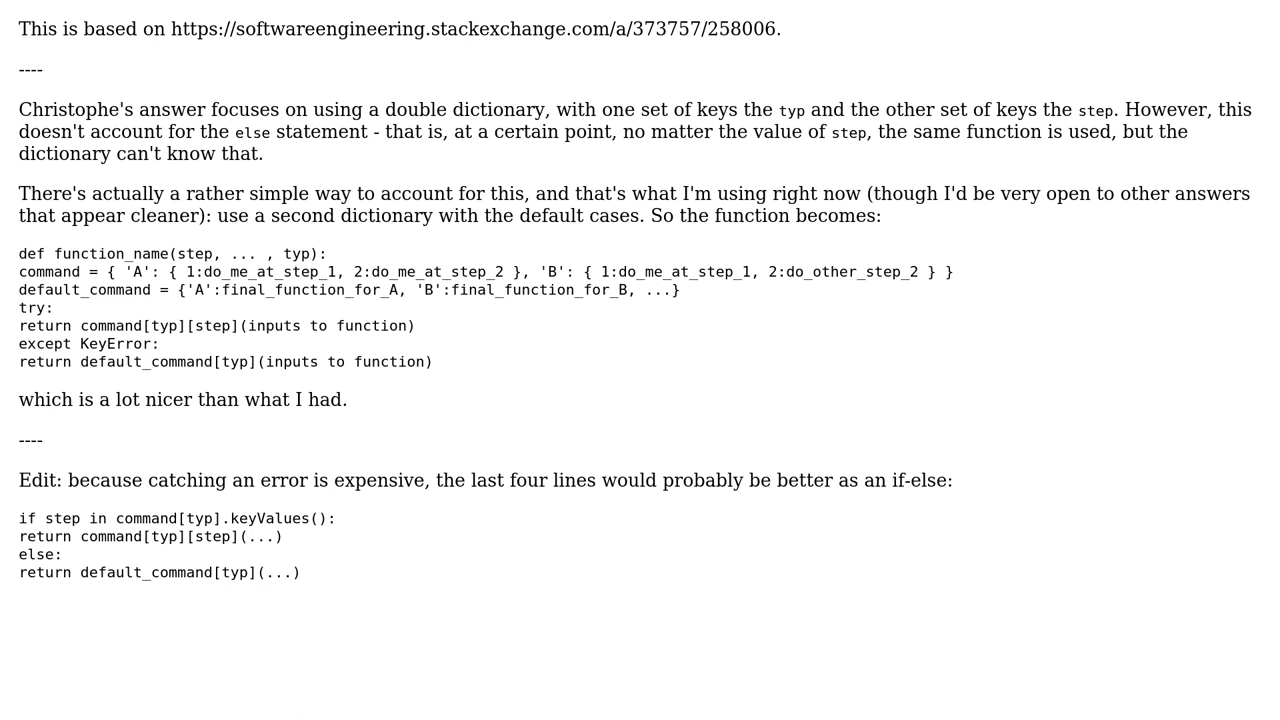 This is based on https://softwareengineering.stackexchange.com/a/373757/258006.
----
Christophe's answer focuses on using a double dictionary, with one set of keys the typ and the other set of keys the step. However, this
doesn't account for the else statement - that is, at a certain point, no matter the value of step, the same function is used, but the
dictionary can't know that.
There's actually a rather simple way to account for this, and that's what I'm using right now (though I'd be very open to other answers
that appear cleaner): use a second dictionary with the default cases. So the function becomes:
def function_name(step, ... , typ):
command = { 'A': { 1:do_me_at_step_1, 2:do_me_at_step_2 }, 'B': { 1:do_me_at_step_1, 2:do_other_step_2 } }
default_command = {'A':final_function_for_A, 'B':final_function_for_B, ...}
try:
return command[typ][step](inputs to function)
except KeyError:
return default_command[typ](inputs to function)
which is a lot nicer than what I had.
----
Edit: because catching an error is expensive, the last four lines would probably be better as an if-else:
if step in command[typ].keyValues():
return command[typ][step](...)
else:
return default_command[typ](...)